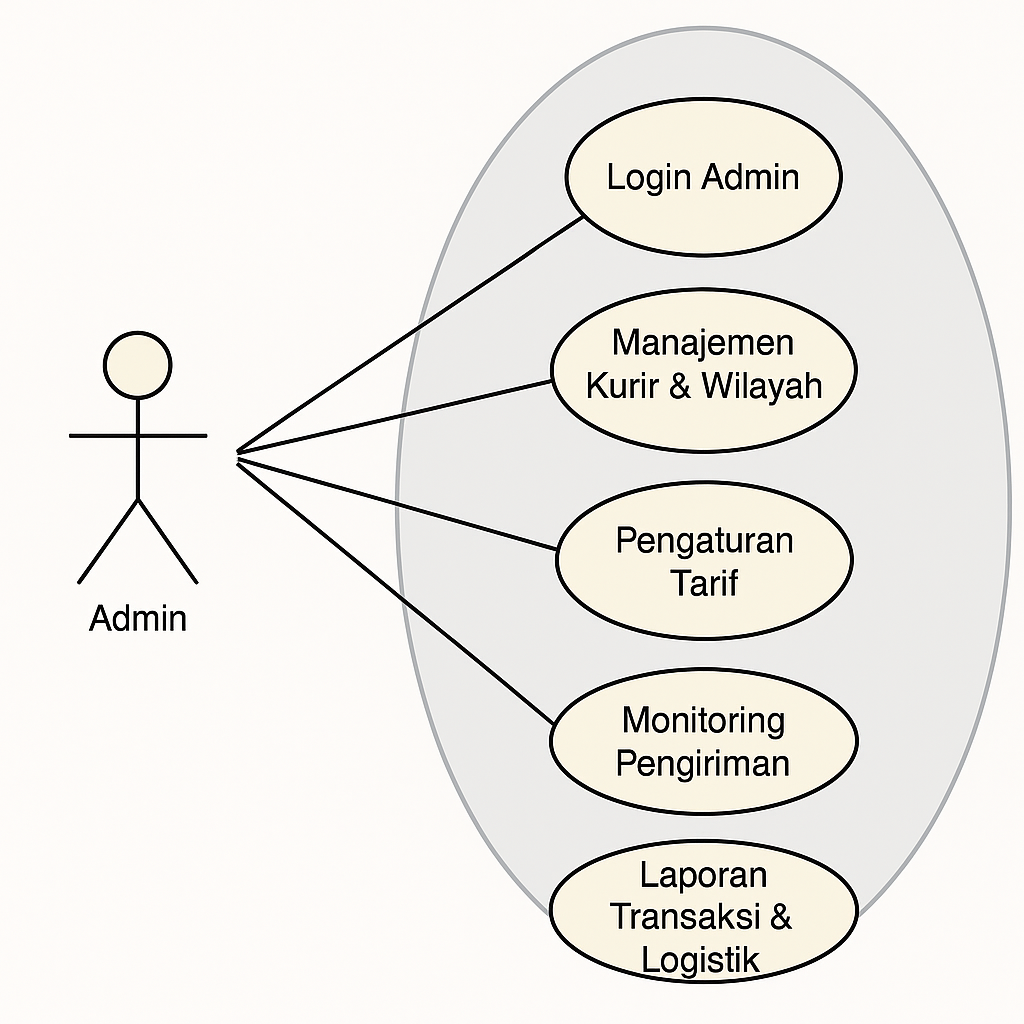 Login Admin
Manajemen
Kurir & Wilayah
Pengaturan
Tarif
Admin
Monitoring
Pengiriman
Laporan
Transaksi &
Logistik